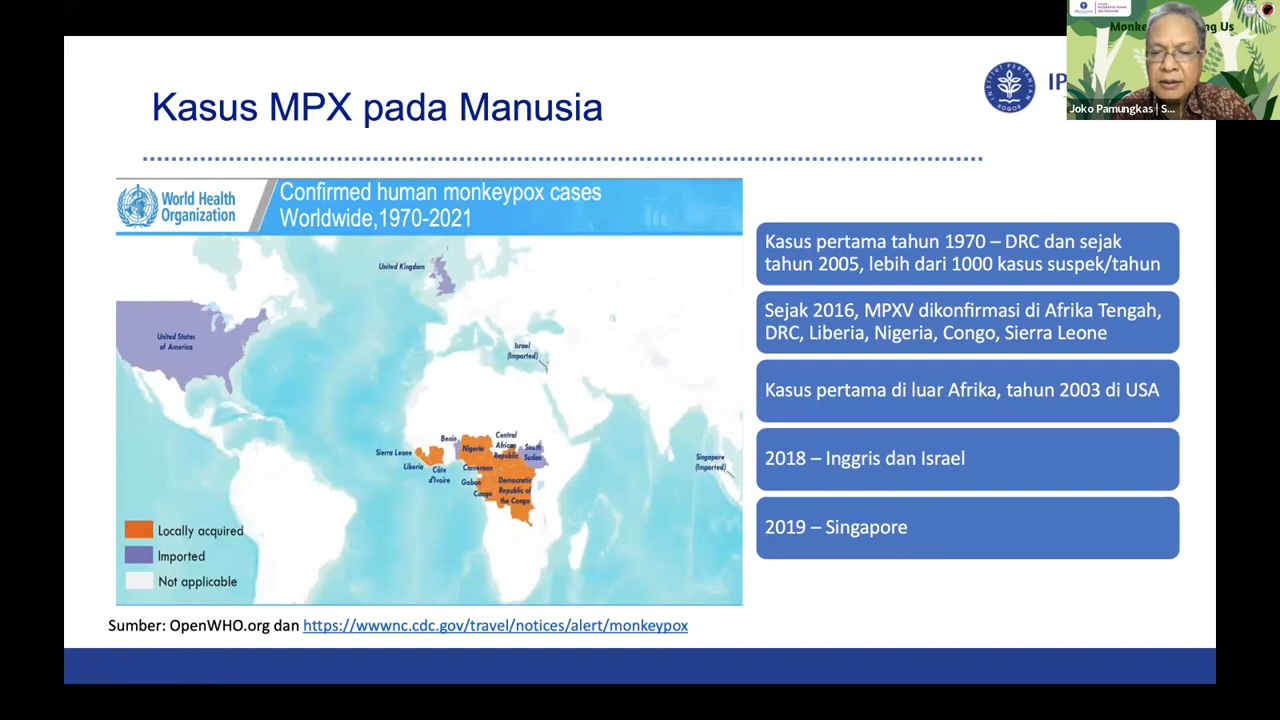 Kasus MPX pada Manusia
INSTITUT PERTANIAN
BOGOR
IP
Monke
ng Us
Joko Pamungkas | S...
World Health
Organization
Confirmed human monkeypox cases
Worldwide,1970-2021
United Kingdom
United States
of America
Israel
(Imported)
Benin
Nigeria
Central
African
Republic
South
Sudan
Sierra Leone
Liberia
Côte
d'Ivoire
Cameroon
Gabon
Congo
Democratic
Republic of
the Congo
Singapore
(Imported)
Locally acquired
Imported
Not applicable
Kasus pertama tahun 1970 – DRC dan sejak
tahun 2005, lebih dari 1000 kasus suspek/tahun
Sejak 2016, MPXV dikonfirmasi di Afrika Tengah,
DRC, Liberia, Nigeria, Congo, Sierra Leone
Kasus pertama di luar Afrika, tahun 2003 di USA
2018 – Inggris dan Israel
2019 – Singapore
Sumber: OpenWHO.org dan https://wwwnc.cdc.gov/travel/notices/alert/monkeypox